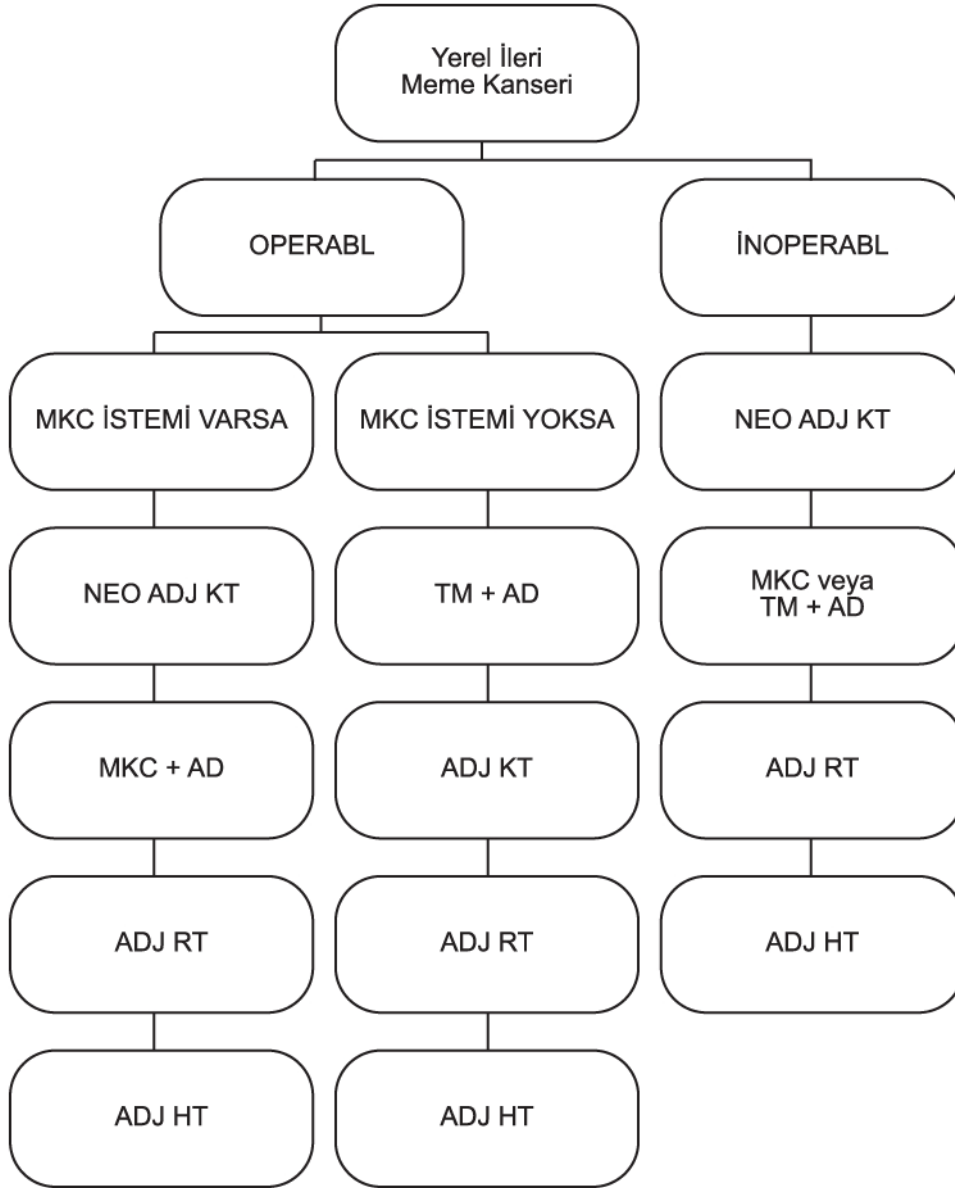 Yerel İleri
Meme Kanseri
OPERABL
İNOPERABL
MKC İSTEMİ VARSA
MKC İSTEMİ YOKSA
NEO ADJ KT
NEO ADJ KT
TM + AD
MKC veya
TM + AD
MKC + AD
ADJ KT
ADJ RT
ADJ RT
ADJ RT
ADJ HT
ADJ HT
ADJ HT